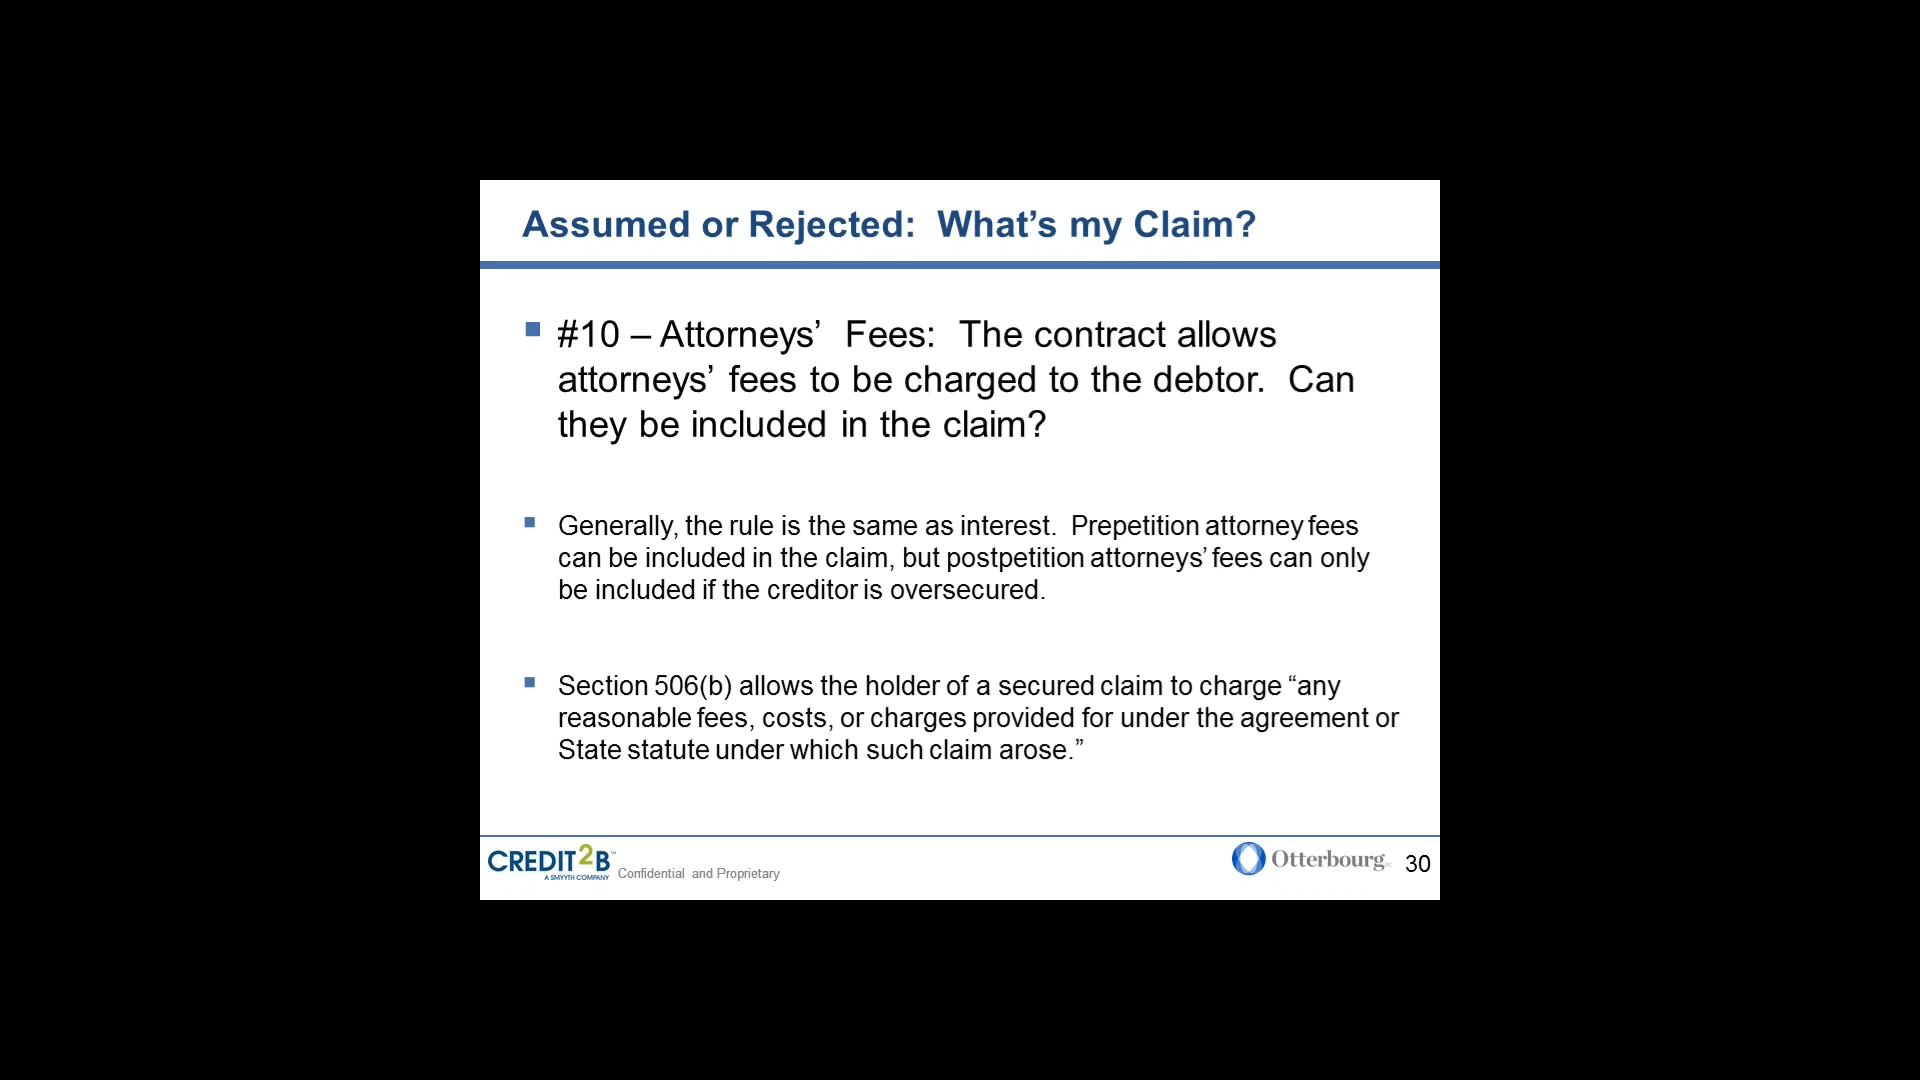 Assumed or Rejected: What’s my Claim?
#10 – Attorneys’ Fees: The contract allows
attorneys’ fees to be charged to the debtor. Can
they be included in the claim?
Generally, the rule is the same as interest. Prepetition attorney fees
can be included in the claim, but postpetition attorneys’ fees can only
be included if the creditor is oversecured.
Section 506(b) allows the holder of a secured claim to charge “any
reasonable fees, costs, or charges provided for under the agreement or
State statute under which such claim arose.”
CREDIT2B™
A SMYYTH COMPANY
Confidential and Proprietary
Otterbourg
30